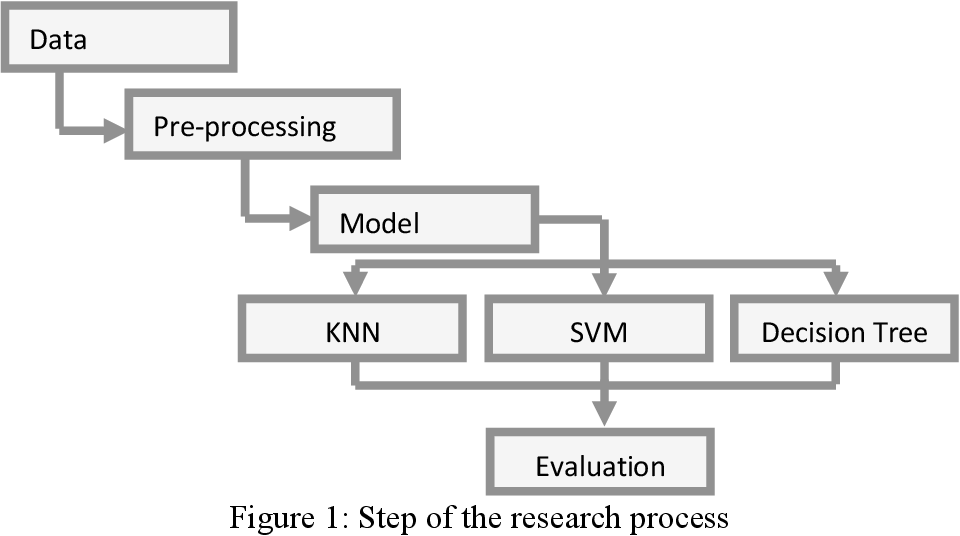 Data
Pre-processing
Model
KNN
SVM
Decision Tree
Evaluation
Figure 1: Step of the research process